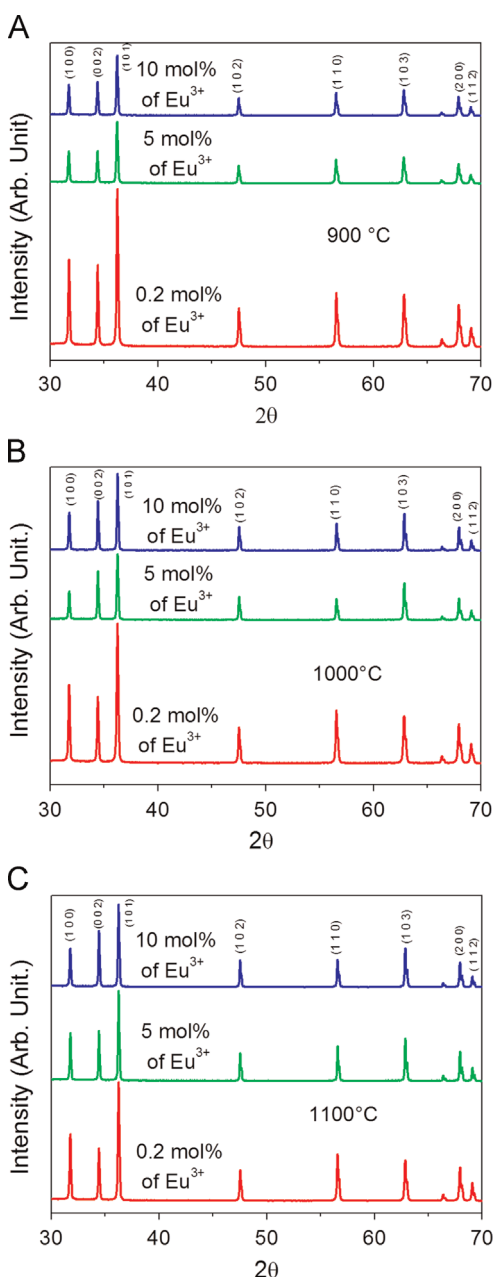 A
Intensity (Arb. Unit)
(1 0 0)
(0 0 2)
(1 0 1)
(1 0 2)
(1 1 0)
(1 0 3)
(2 0 0)
(1 1 2)
10 mol%
of Eu³⁺
5 mol%
of Eu³⁺
900 °C
0.2 mol%
of Eu³⁺
30 40 50 60 70
2θ
B
Intensity (Arb. Unit.)
(1 0 0)
(0 0 2)
(1 0 1)
(1 0 2)
(1 1 0)
(1 0 3)
(2 0 0)
(1 1 2)
10 mol%
of Eu³⁺
5 mol%
of Eu³⁺
1000°C
0.2 mol%
of Eu³⁺
30 40 50 60 70
2θ
C
Intensity (Arb. Unit.)
(1 0 0)
(0 0 2)
(1 0 1)
(1 0 2)
(1 1 0)
(1 0 3)
(2 0 0)
(1 1 2)
10 mol%
of Eu³⁺
5 mol%
of Eu³⁺
1100°C
0.2 mol%
of Eu³⁺
30 40 50 60 70
2θ